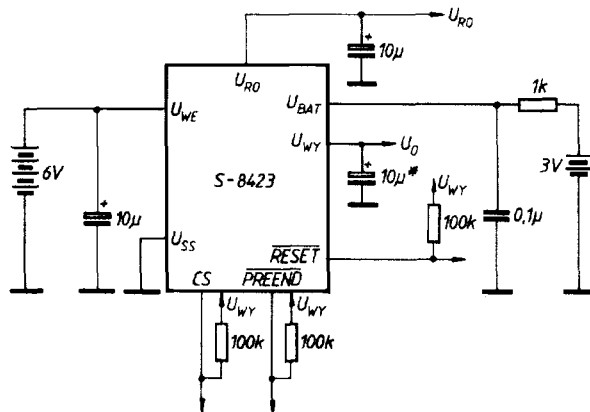 U_RO
10µ
U_RO
1k
U_WE
U_BAT
U_WY
U_O
6V
S-8423
10µ*
3V
U_WY
10µ
100k
0,1µ
U_SS
RESET
CS
PREEND
U_WY
U_WY
100k
100k